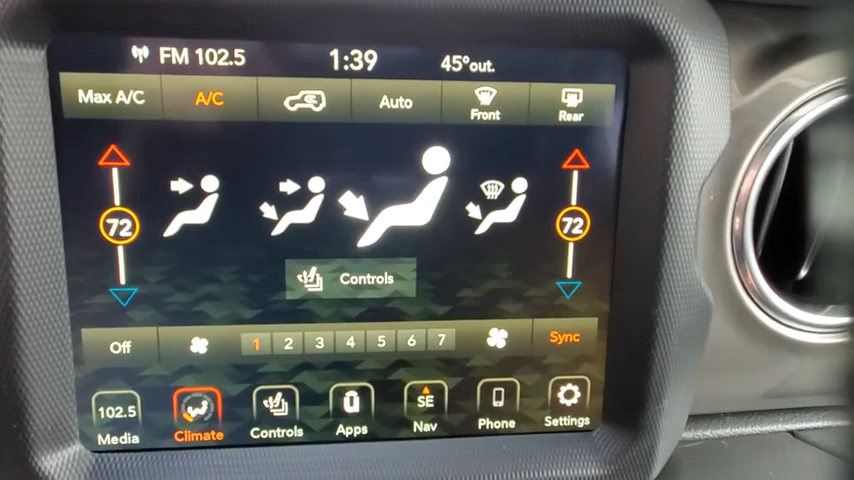 FM 102.5 1:39 45°out.
Max A/C A/C Auto Front Rear
72 72
Controls
Off 1 2 3 4 5 6 7 Sync
102.5 SE
Media Climate Controls Apps Nav Phone Settings